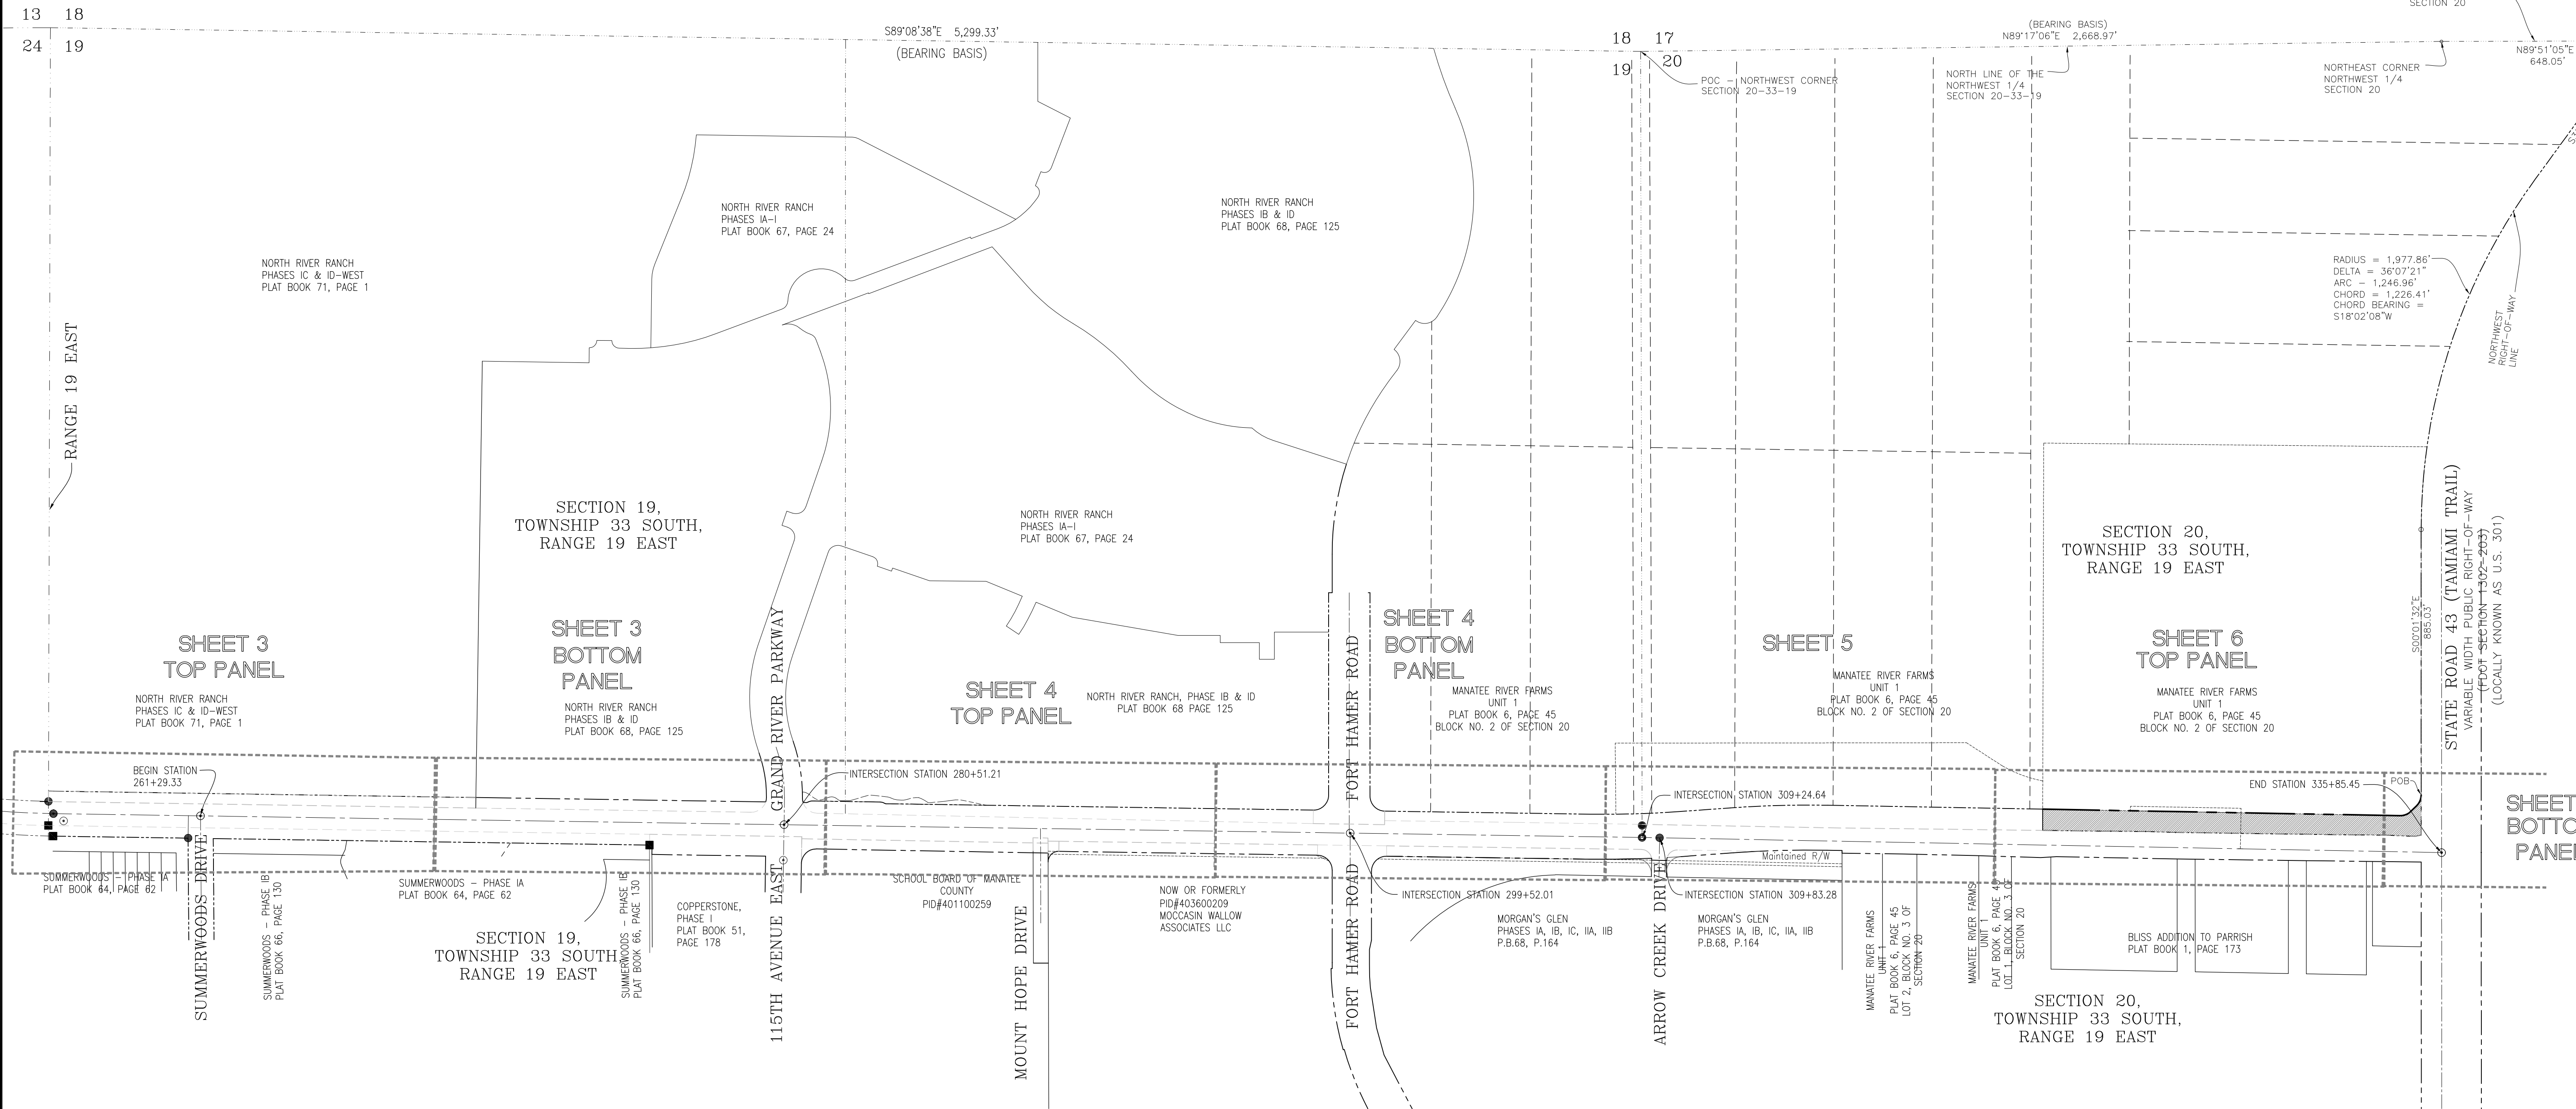 13 18
24 19
S89°08'38"E 5,299.33'
(BEARING BASIS)
18 17
19 20
POC - NORTHWEST CORNER
SECTION 20-33-19
(BEARING BASIS)
N89°17'06"E 2,668.97'
NORTH LINE OF THE
NORTHWEST 1/4
SECTION 20-33-19
SECTION 20
NORTHEAST CORNER
NORTHWEST 1/4
SECTION 20
N89°51'05"E
648.05'
RADIUS = 1,977.86'
DELTA = 36°07'21"
ARC - 1,246.96'
CHORD = 1,226.41'
CHORD BEARING =
S18°02'08"W
NORTHWEST
RIGHT-OF-WAY
LINE
RANGE 19 EAST
NORTH RIVER RANCH
PHASES IC & ID-WEST
PLAT BOOK 71, PAGE 1
NORTH RIVER RANCH
PHASES IA-I
PLAT BOOK 67, PAGE 24
NORTH RIVER RANCH
PHASES IB & ID
PLAT BOOK 68, PAGE 125
SECTION 19,
TOWNSHIP 33 SOUTH,
RANGE 19 EAST
NORTH RIVER RANCH
PHASES IA-I
PLAT BOOK 67, PAGE 24
SECTION 20,
TOWNSHIP 33 SOUTH,
RANGE 19 EAST
S00°01'32"E
885.03'
STATE ROAD 43 (TAMIAMI TRAIL)
VARIABLE WIDTH PUBLIC RIGHT-OF-WAY
(FDOT SECTION 1302-203)
(LOCALLY KNOWN AS U.S. 301)
SHEET 3
TOP PANEL
NORTH RIVER RANCH
PHASES IC & ID-WEST
PLAT BOOK 71, PAGE 1
SHEET 3
BOTTOM
PANEL
NORTH RIVER RANCH
PHASES IB & ID
PLAT BOOK 68, PAGE 125
GRAND RIVER PARKWAY
SHEET 4
TOP PANEL
NORTH RIVER RANCH, PHASE IB & ID
PLAT BOOK 68 PAGE 125
FORT HAMER ROAD
SHEET 4
BOTTOM
PANEL
MANATEE RIVER FARMS
UNIT 1
PLAT BOOK 6, PAGE 45
BLOCK NO. 2 OF SECTION 20
SHEET 5
MANATEE RIVER FARMS
UNIT 1
PLAT BOOK 6, PAGE 45
BLOCK NO. 2 OF SECTION 20
SHEET 6
TOP PANEL
MANATEE RIVER FARMS
UNIT 1
PLAT BOOK 6, PAGE 45
BLOCK NO. 2 OF SECTION 20
BEGIN STATION
261+29.33
INTERSECTION STATION 280+51.21
INTERSECTION STATION 309+24.64
END STATION 335+85.45
POB
SHEET
BOTTO
PANE
Maintained R/W
INTERSECTION STATION 299+52.01
INTERSECTION STATION 309+83.28
SUMMERWOODS - PHASE IA
PLAT BOOK 64, PAGE 62
SUMMERWOODS DRIVE
SUMMERWOODS - PHASE IB
PLAT BOOK 66, PAGE 130
SUMMERWOODS - PHASE IA
PLAT BOOK 64, PAGE 62
SECTION 19,
TOWNSHIP 33 SOUTH,
RANGE 19 EAST
SUMMERWOODS - PHASE IB
PLAT BOOK 66, PAGE 130
COPPERSTONE,
PHASE I
PLAT BOOK 51,
PAGE 178
115TH AVENUE EAST
SCHOOL BOARD OF MANATEE
COUNTY
PID#401100259
MOUNT HOPE DRIVE
NOW OR FORMERLY
PID#403600209
MOCCASIN WALLOW
ASSOCIATES LLC
FORT HAMER ROAD
MORGAN'S GLEN
PHASES IA, IB, IC, IIA, IIB
P.B.68, P.164
ARROW CREEK DRIVE
MORGAN'S GLEN
PHASES IA, IB, IC, IIA, IIB
P.B.68, P.164
MANATEE RIVER FARMS
UNIT 1
PLAT BOOK 6, PAGE 45
LOT 2, BLOCK NO. 3 OF
SECTION 20
MANATEE RIVER FARMS
UNIT 1
PLAT BOOK 6, PAGE 45
LOT 1, BLOCK NO. 3 OF
SECTION 20
BLISS ADDITION TO PARRISH
PLAT BOOK 1, PAGE 173
SECTION 20,
TOWNSHIP 33 SOUTH,
RANGE 19 EAST